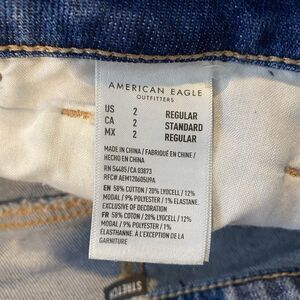 AMERICAN EAGLE
OUTFITTERS
US 2 REGULAR
CA 2 STANDARD
MX 2 REGULAR
MADE IN CHINA / FABRIQUÉ EN CHINE /
HECHO EN CHINA
RN 54485/CA 03873
RFC# AEM120605U9A
EN 58% COTTON / 20% LYOCELL / 12%
MODAL / 9% POLYESTER / 1% ELASTANE.
EXCLUSIVE OF DECORATION
FR 58% COTON / 20% LYOCELL / 12%
MODAL / 9% POLYESTER / 1%
ÉLASTHANNE. À L'EXCEPTION DE LA
GARNITURE